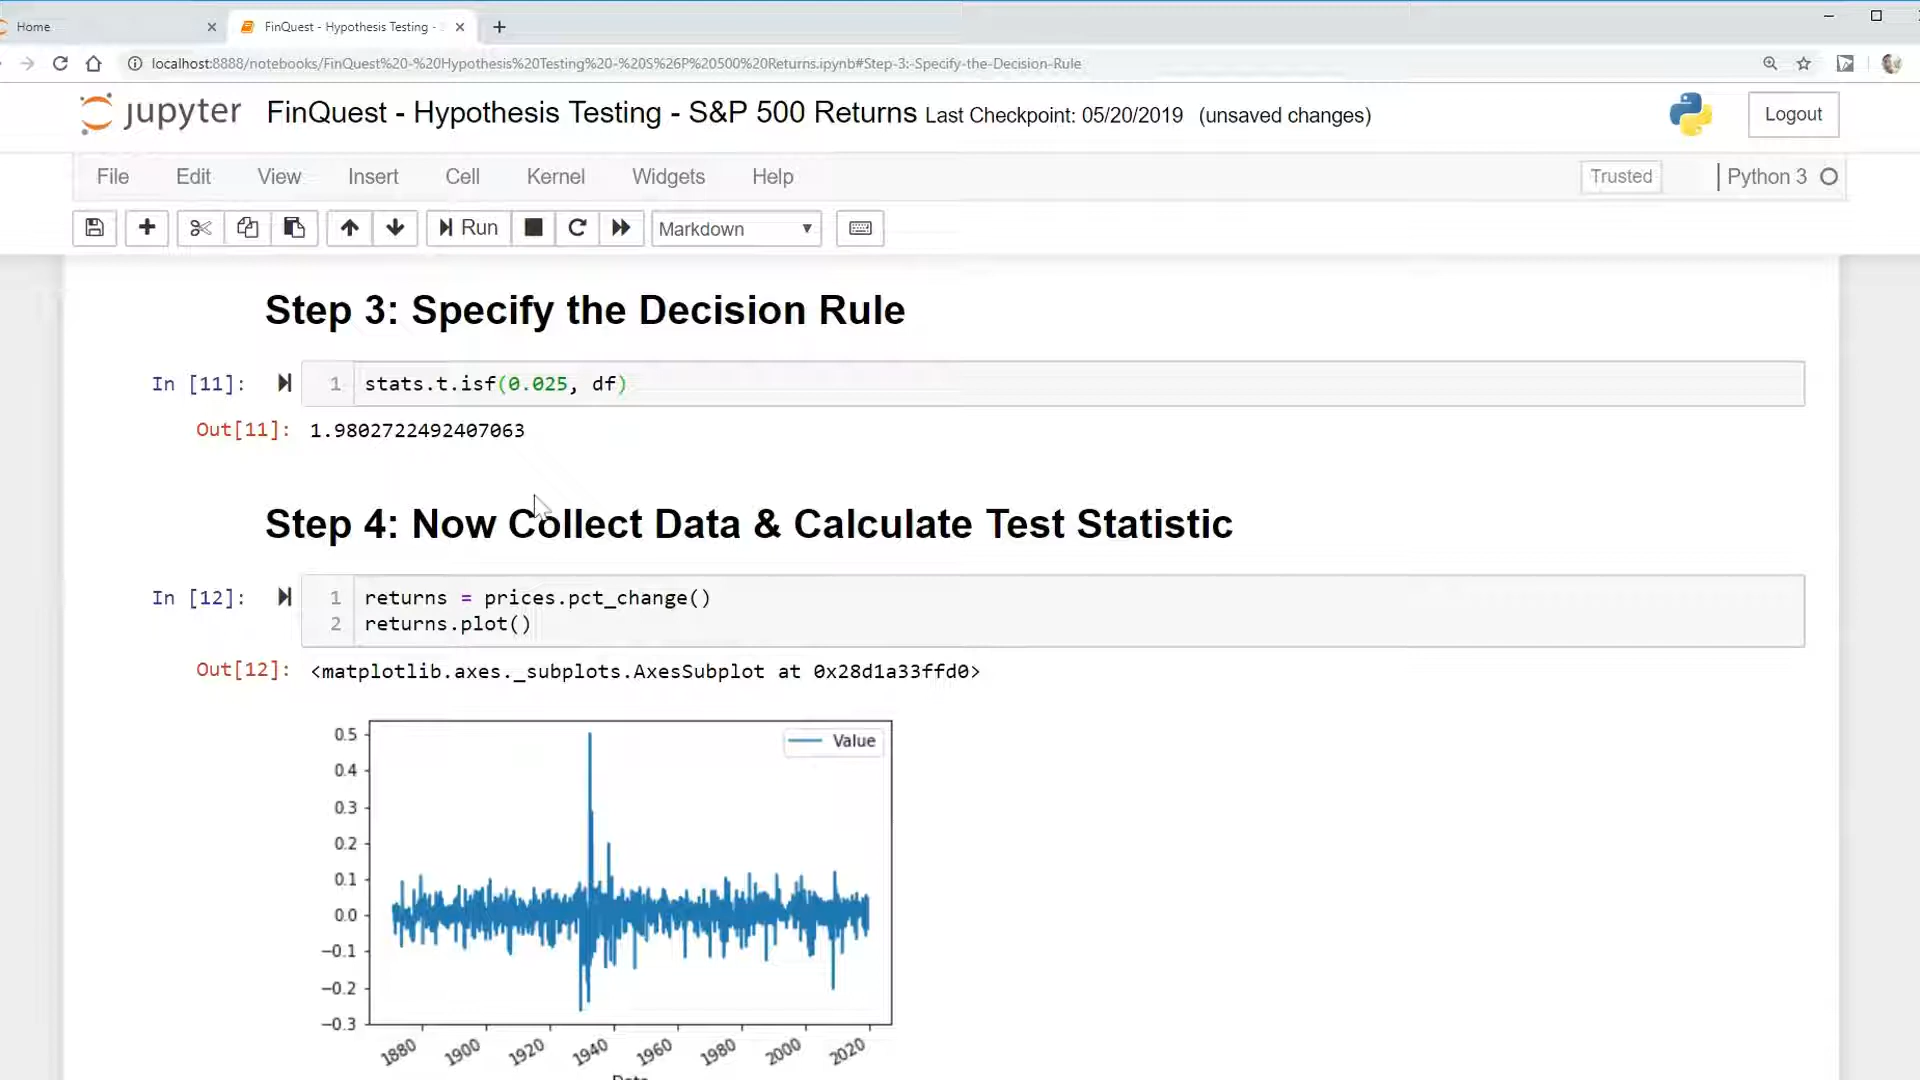 Home
FinQuest - Hypothesis Testing -
localhost:8888/notebooks/FinQuest%20-%20Hypothesis%20Testing%20-%20S%26P%20500%20Returns.ipynb#Step-3:-Specify-the-Decision-Rule
jupyter FinQuest - Hypothesis Testing - S&P 500 Returns Last Checkpoint: 05/20/2019 (unsaved changes)
Logout
File Edit View Insert Cell Kernel Widgets Help
Trusted Python 3
Run Markdown
Step 3: Specify the Decision Rule
In [11]: 1 stats.t.isf(0.025, df)
Out[11]: 1.9802722492407063
Step 4: Now Collect Data & Calculate Test Statistic
In [12]: 1 returns = prices.pct_change()
2 returns.plot()
Out[12]: <matplotlib.axes._subplots.AxesSubplot at 0x28d1a33ffd0>
Value
0.5
0.4
0.3
0.2
0.1
0.0
−0.1
−0.2
−0.3
1880 1900 1920 1940 1960 1980 2000 2020